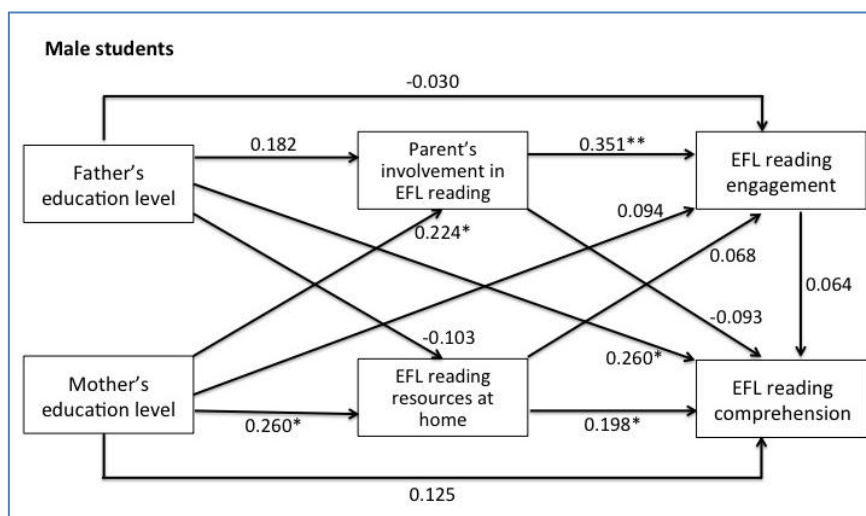 Male students
-0.030
Father's
education level
0.182
Parent's
involvement in
EFL reading
0.351**
EFL reading
engagement
0.094
0.224*
0.068
0.064
-0.103
-0.093
0.260*
Mother's
education level
0.260*
EFL reading
resources at
home
0.198*
EFL reading
comprehension
0.125